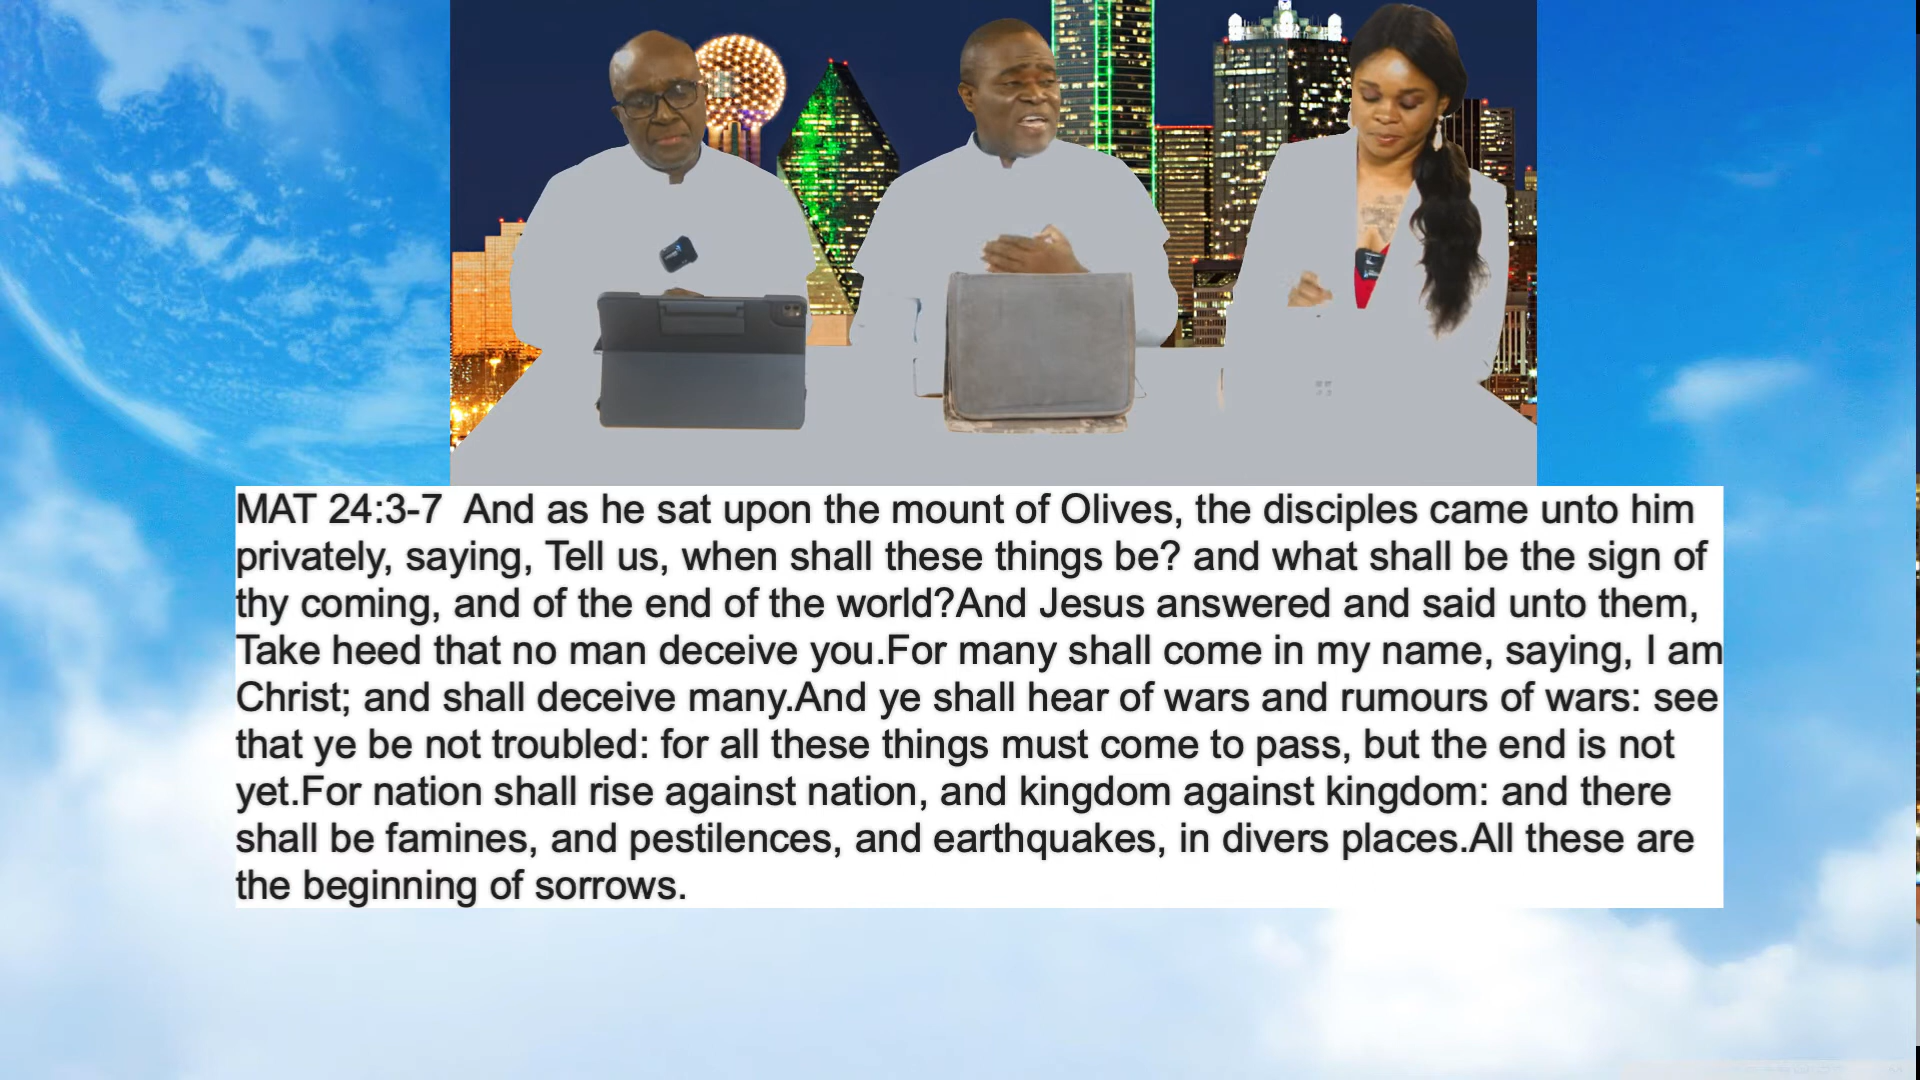 MAT 24:3-7  And as he sat upon the mount of Olives, the disciples came unto him
privately, saying, Tell us, when shall these things be? and what shall be the sign of
thy coming, and of the end of the world?And Jesus answered and said unto them,
Take heed that no man deceive you.For many shall come in my name, saying, I am
Christ; and shall deceive many.And ye shall hear of wars and rumours of wars: see
that ye be not troubled: for all these things must come to pass, but the end is not
yet.For nation shall rise against nation, and kingdom against kingdom: and there
shall be famines, and pestilences, and earthquakes, in divers places.All these are
the beginning of sorrows.